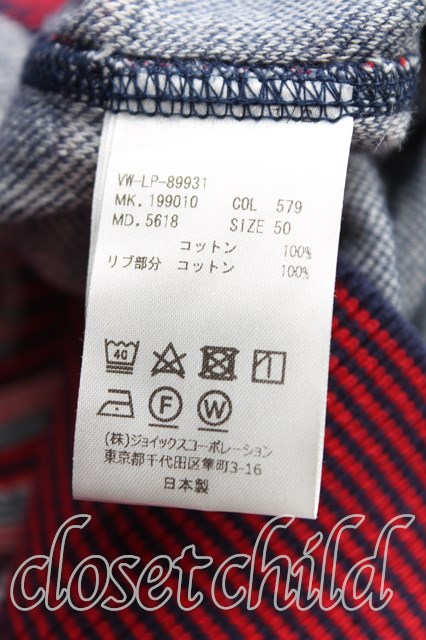 VW-LP-89931
MK. 199010 COL 579
MD. 5618 SIZE 50
コットン 100%
リブ部分 コットン 100%
40
F W
(株)ジョイックスコーポレーション
東京都千代田区隼町3-16
日本製
closetchild